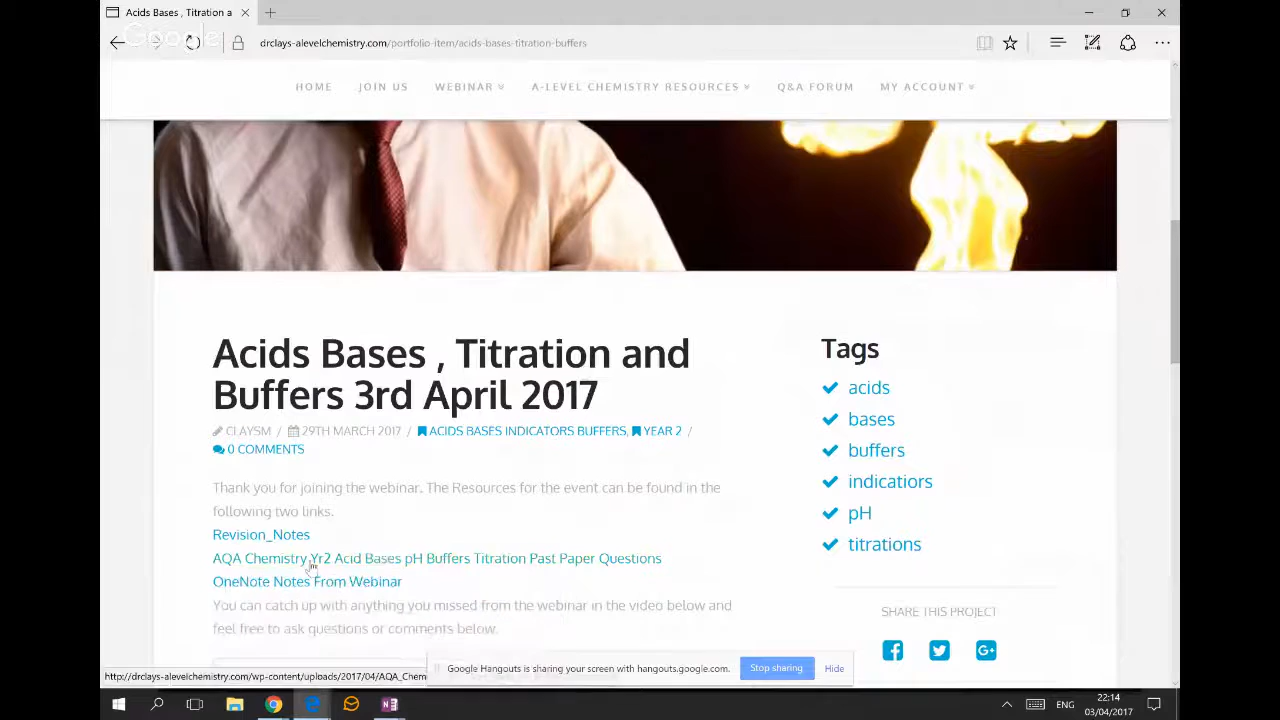 Acids Bases , Titration a
Google
drclays-alevelchemistry.com/portfolio-item/acids-bases-titration-buffers
HOME JOIN US WEBINAR A-LEVEL CHEMISTRY RESOURCES Q&A FORUM MY ACCOUNT
Acids Bases , Titration and
Buffers 3rd April 2017
CLAYSM / 29TH MARCH 2017 / ACIDS BASES INDICATORS BUFFERS, YEAR 2 /
0 COMMENTS
Thank you for joining the webinar. The Resources for the event can be found in the
following two links.
Revision_Notes
AQA Chemistry Yr2 Acid Bases pH Buffers Titration Past Paper Questions
OneNote Notes From Webinar
You can catch up with anything you missed from the webinar in the video below and
feel free to ask questions or comments below.
Tags
acids
bases
buffers
indicatiors
pH
titrations
SHARE THIS PROJECT
Google Hangouts is sharing your screen with hangouts.google.com.
Stop sharing
Hide
http://drclays-alevelchemistry.com/wp-content/uploads/2017/04/AQA_Chem
ENG
22:14
03/04/2017